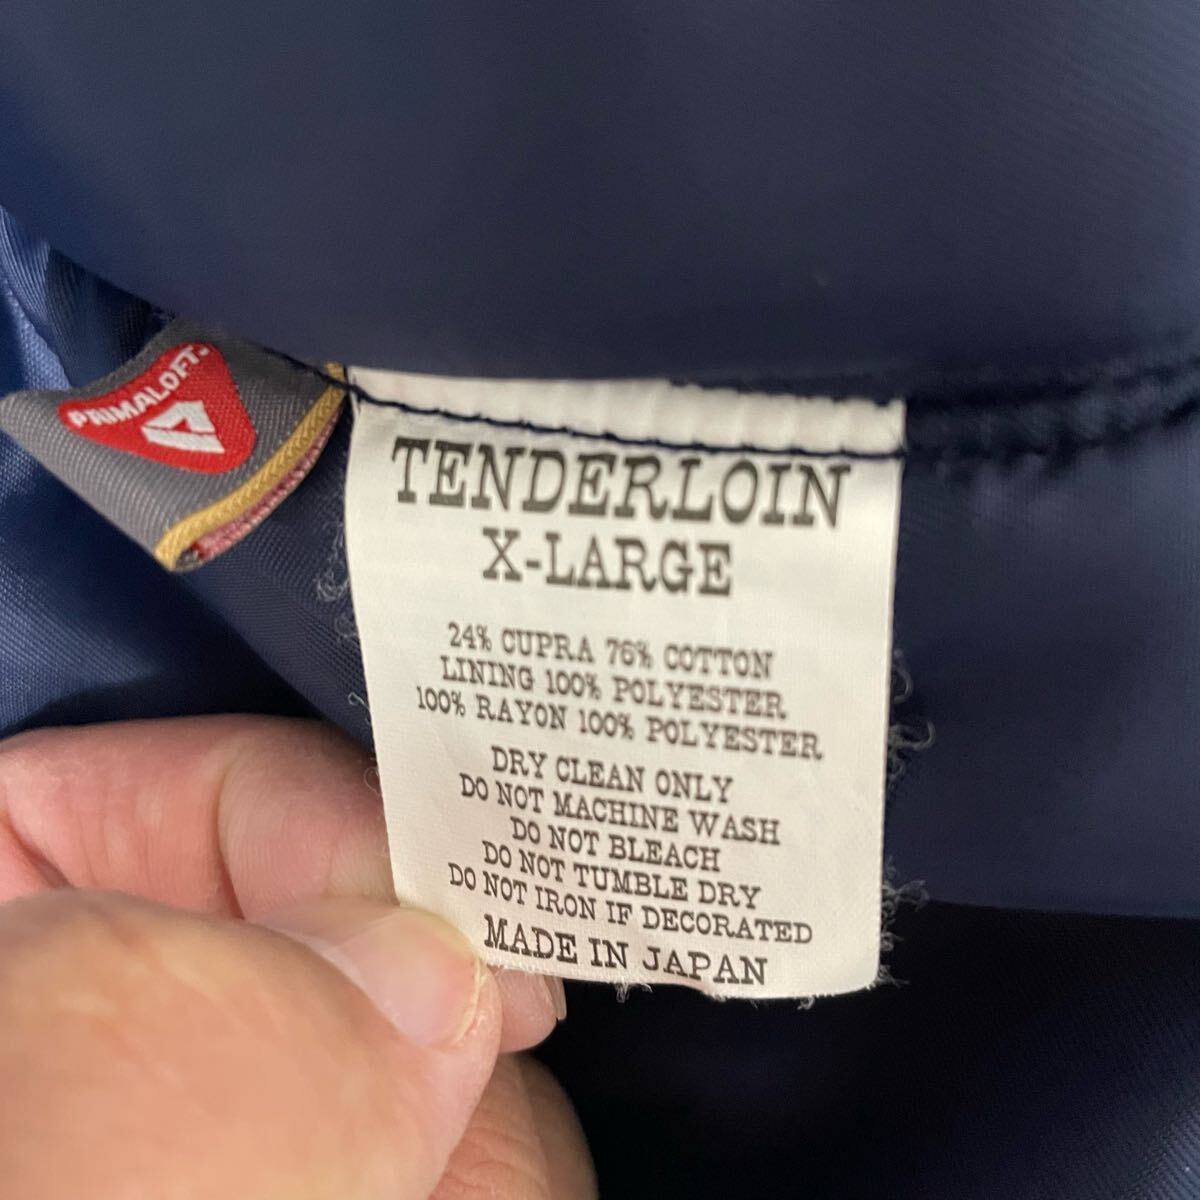 PRIMALOFT
TENDERLOIN
X-LARGE
24% CUPRA 76% COTTON
LINING 100% POLYESTER
100% RAYON 100% POLYESTER
DRY CLEAN ONLY
DO NOT MACHINE WASH
DO NOT BLEACH
DO NOT TUMBLE DRY
DO NOT IRON IF DECORATED
MADE IN JAPAN